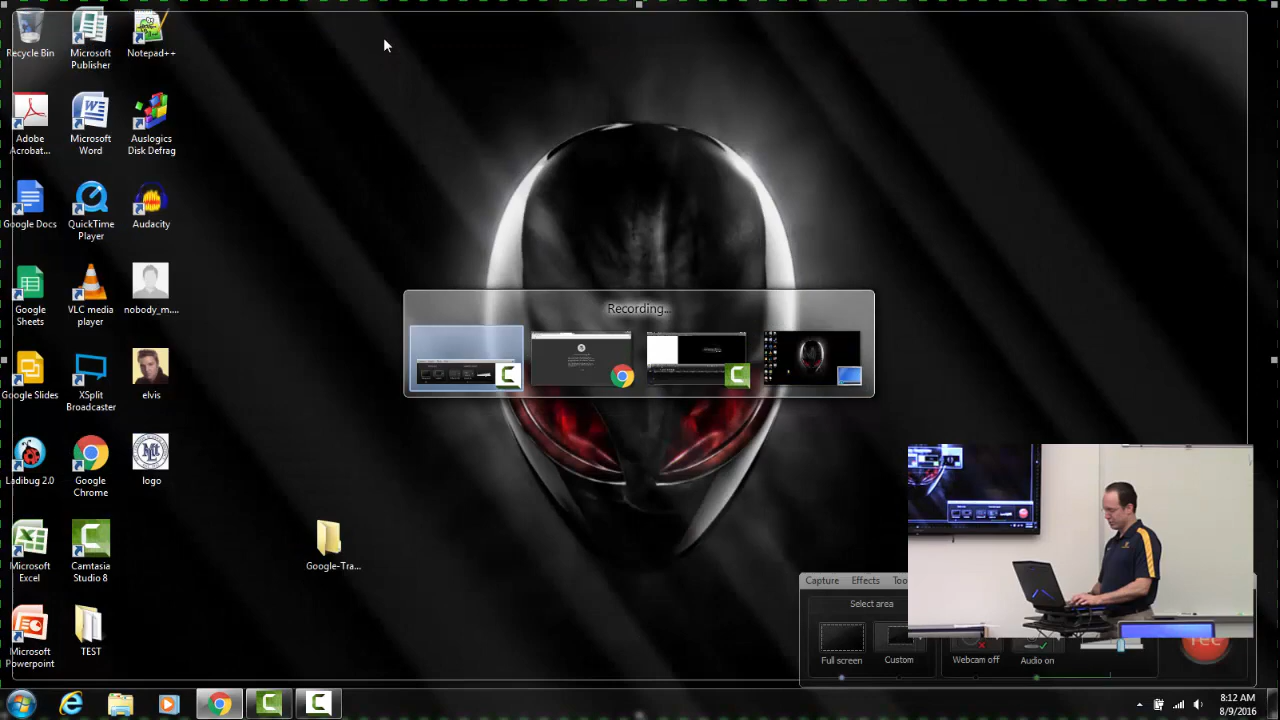 Recycle Bin
Microsoft
Publisher
Notepad++
Adobe
Acrobat...
Microsoft
Word
Auslogics
Disk Defrag
Google Docs
QuickTime
Player
Audacity
Google
Sheets
VLC media
player
nobody_m....
Google Slides
XSplit
Broadcaster
elvis
Ladibug 2.0
Google
Chrome
logo
Microsoft
Excel
Camtasia
Studio 8
Google-Tra...
Microsoft
Powerpoint
TEST
Recording...
Capture
Effects
Too
Select area
Full screen
Custom
Webcam off
Audio on
rec
8:12 AM
8/9/2016